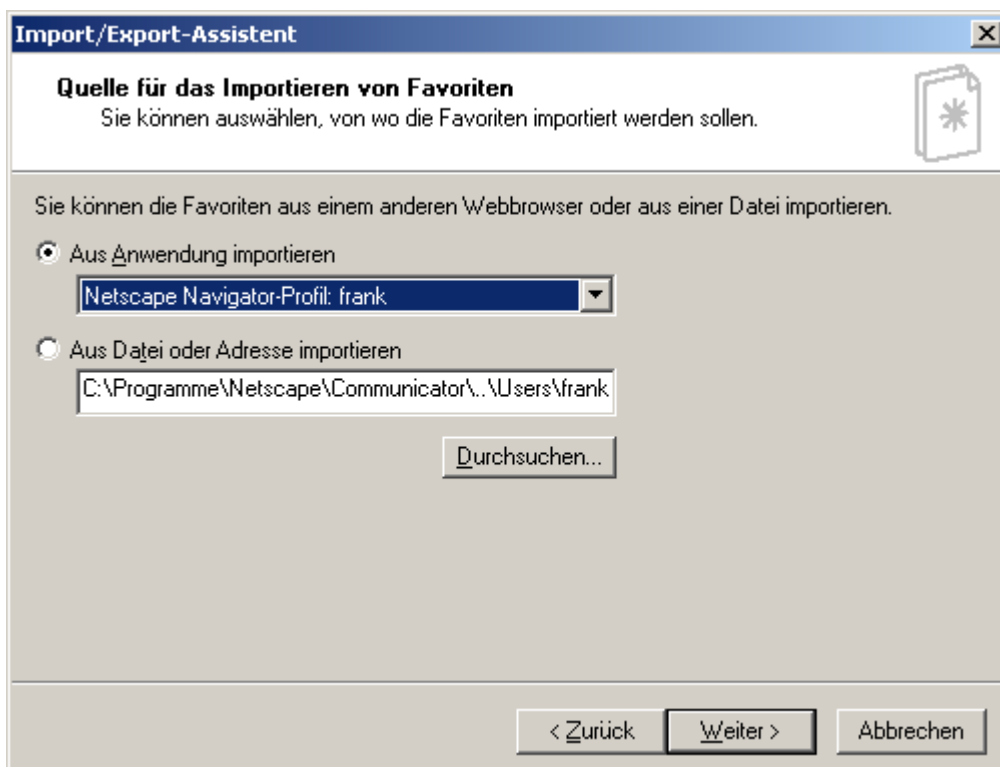 Import/Export-Assistent
Quelle für das Importieren von Favoriten
Sie können auswählen, von wo die Favoriten importiert werden sollen.
Sie können die Favoriten aus einem anderen Webbrowser oder aus einer Datei importieren.
Aus Anwendung importieren
Netscape Navigator-Profil: frank
Aus Datei oder Adresse importieren
C:\Programme\Netscape\Communicator\..\Users\frank
Durchsuchen...
< Zurück
Weiter >
Abbrechen